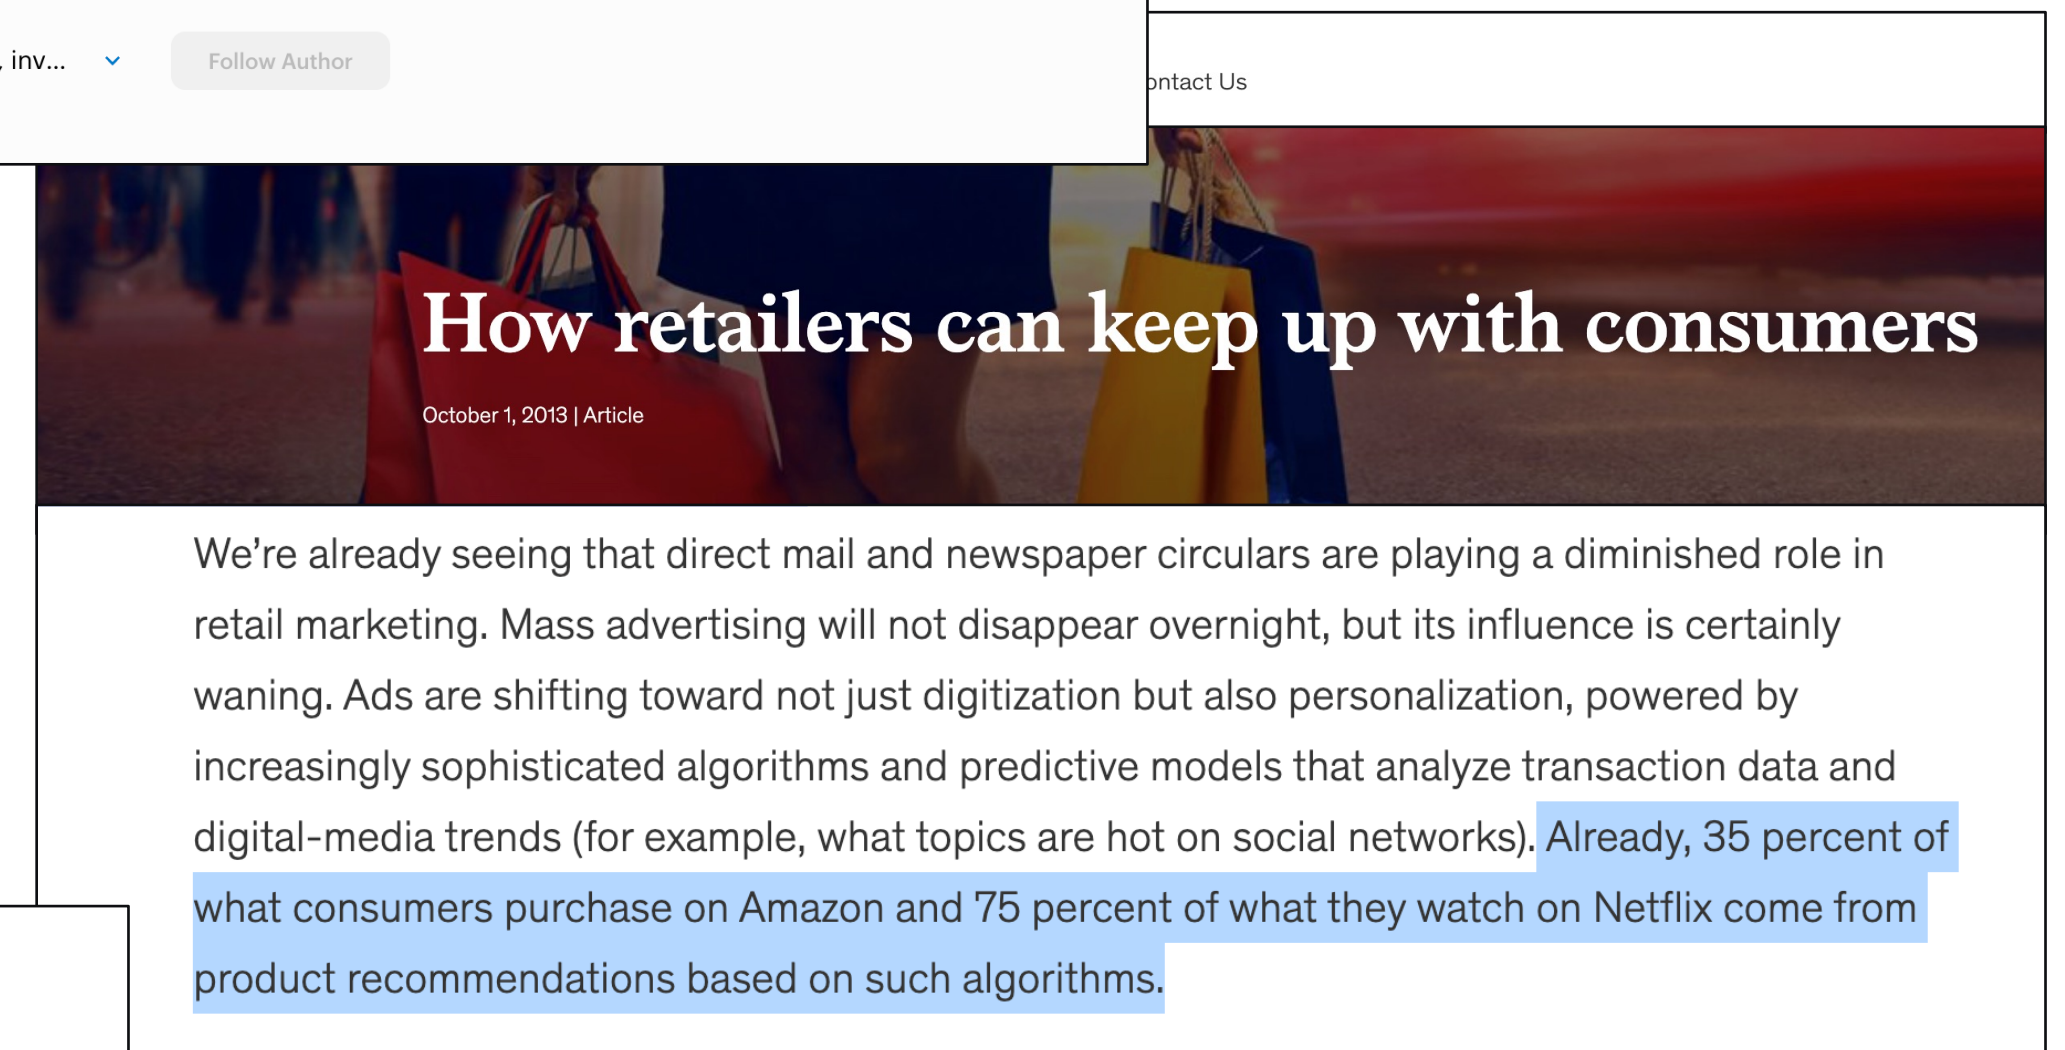 , inv...
Follow Author
ontact Us
How retailers can keep up with consumers
October 1, 2013 | Article
We’re already seeing that direct mail and newspaper circulars are playing a diminished role in
retail marketing. Mass advertising will not disappear overnight, but its influence is certainly
waning. Ads are shifting toward not just digitization but also personalization, powered by
increasingly sophisticated algorithms and predictive models that analyze transaction data and
digital-media trends (for example, what topics are hot on social networks). Already, 35 percent of
what consumers purchase on Amazon and 75 percent of what they watch on Netflix come from
product recommendations based on such algorithms.